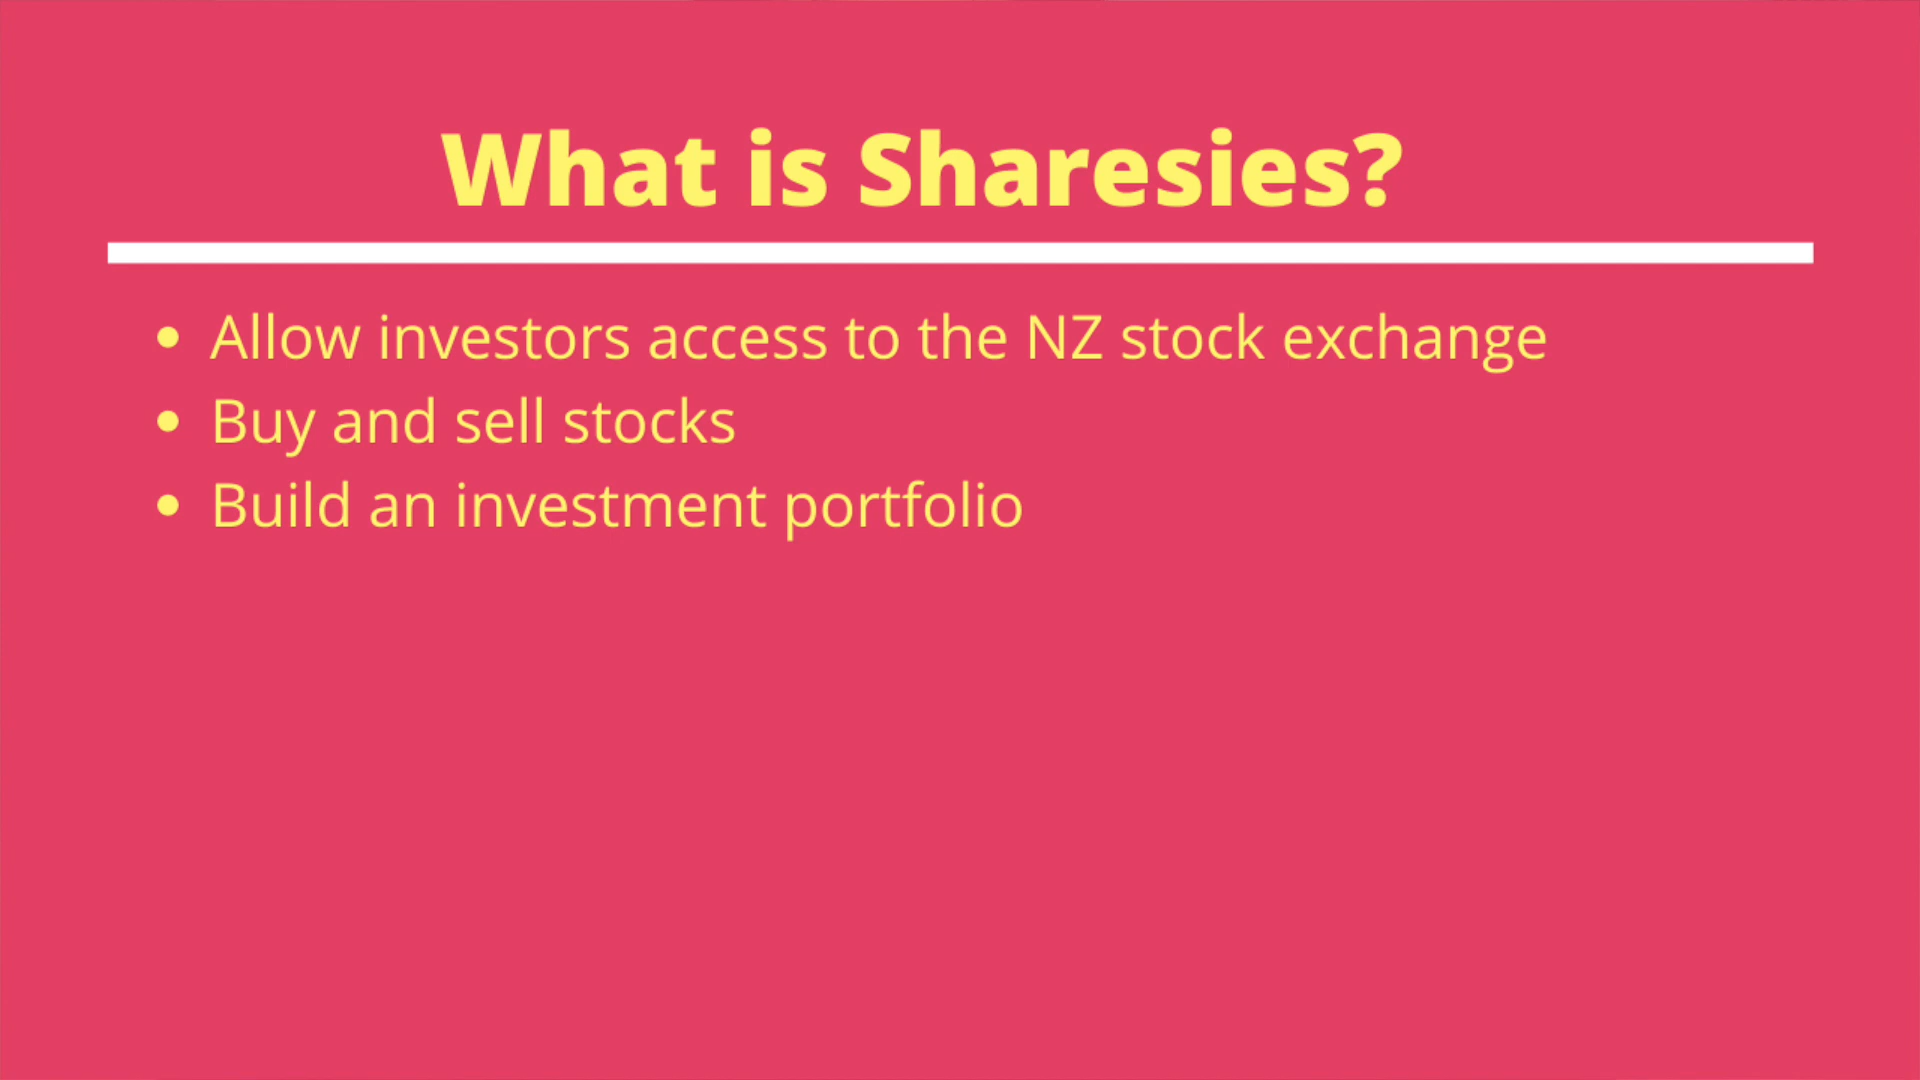 What is Sharesies?
• Allow investors access to the NZ stock exchange
• Buy and sell stocks
• Build an investment portfolio